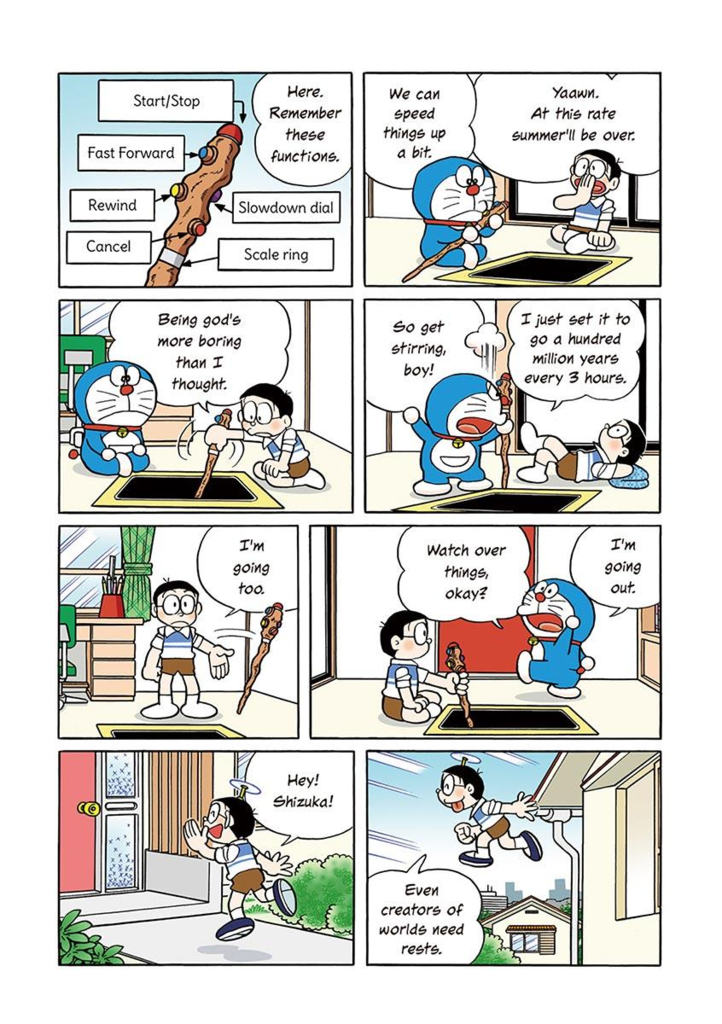 Yaawn.
At this rate
summer'll be over.
We can
speed
things up
a bit.
Here.
Remember
these
functions.
Start/Stop
Fast Forward
Rewind
Slowdown dial
Cancel
Scale ring
I just set it to
go a hundred
million years
every 3 hours.
So get
stirring,
boy!
Being god's
more boring
than I
thought.
I'm
going
out.
Watch over
things,
okay?
I'm
going
too.
Even
creators of
worlds need
rests.
Hey!
Shizuka!